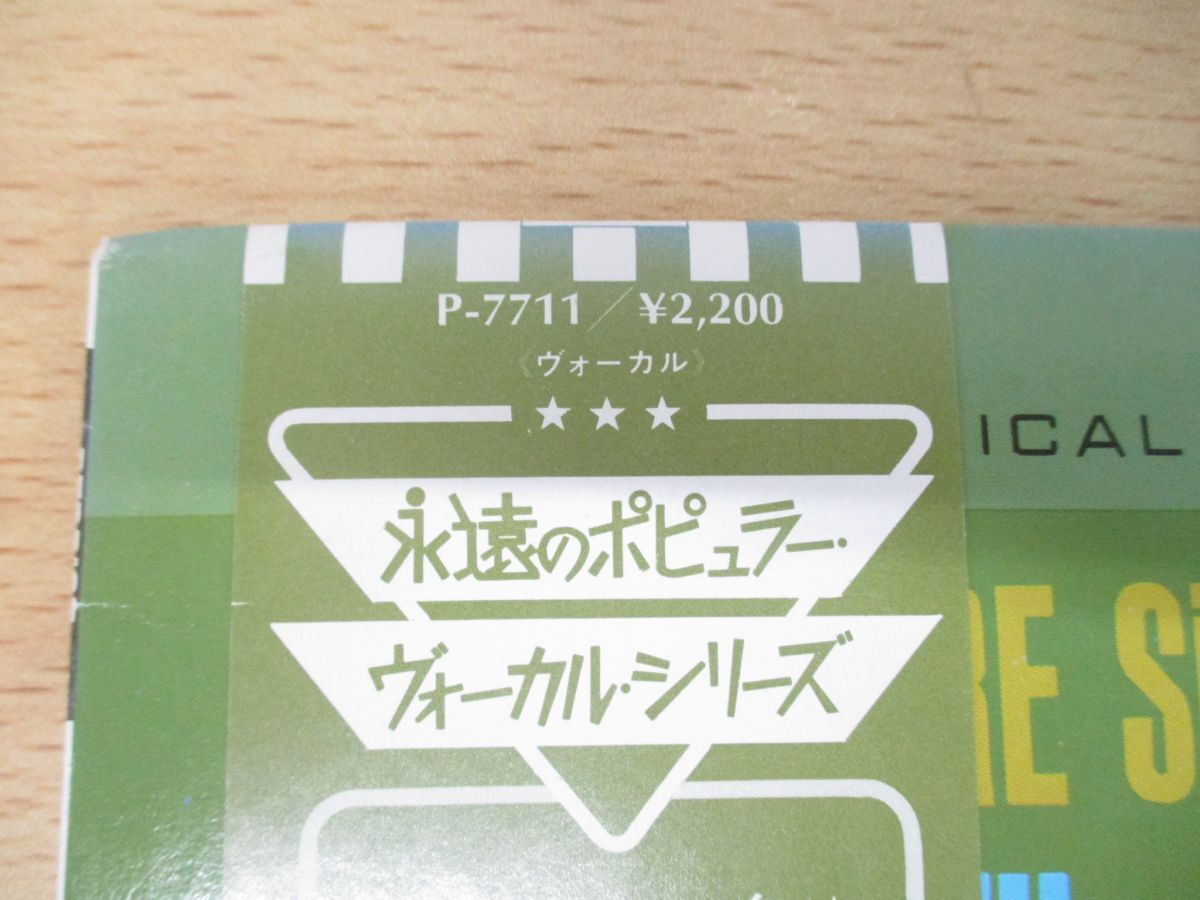 P-7711/¥2,200
《ヴォーカル》
★★★
永遠のポピュラー・
ヴォーカル・シリーズ
ICAL
RE S